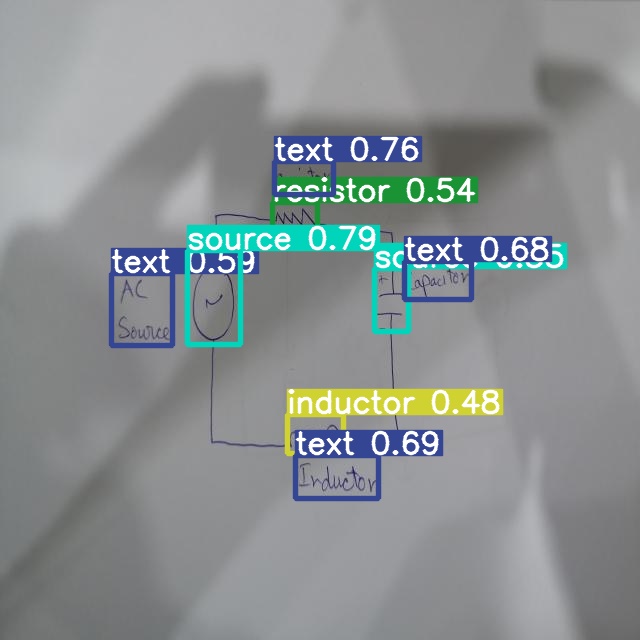 text 0.76
resistor 0.54
source 0.79
text 0.68
text 0.59
AC
Source
~
+
Capacitor
inductor 0.48
text 0.69
Inductor